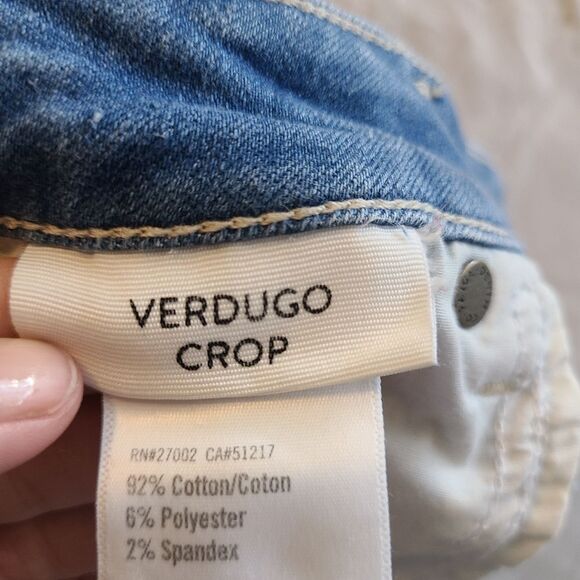 VERDUGO
CROP
RN#27002 CA#51217
92% Cotton/Coton
6% Polyester
2% Spandex